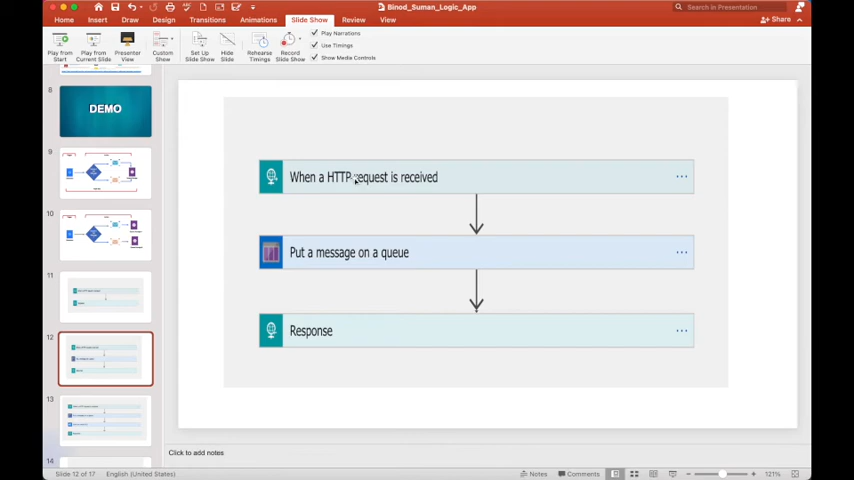 Binod_Suman_Logic_App
Search in Presentation
Home Insert Draw Design Transitions Animations Slide Show Review View
Share
Play from Start
Play from Current Slide
Presenter View
Custom Show
Set Up Slide Show
Hide Slide
Rehearse Timings
Record Slide Show
Play Narrations
Use Timings
Show Media Controls
8
DEMO
9
10
11
12
13
14
When a HTTP request is received
Put a message on a queue
Response
Click to add notes
Slide 12 of 17
English (United States)
Notes
Comments
121%